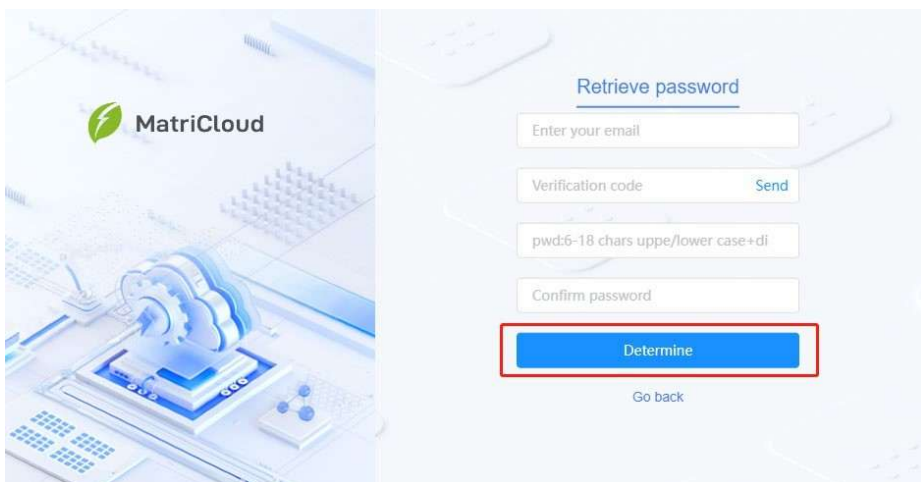 MatriCloud
Retrieve password
Enter your email
Verification code Send
pwd:6-18 chars uppe/lower case+di
Confirm password
Determine
Go back